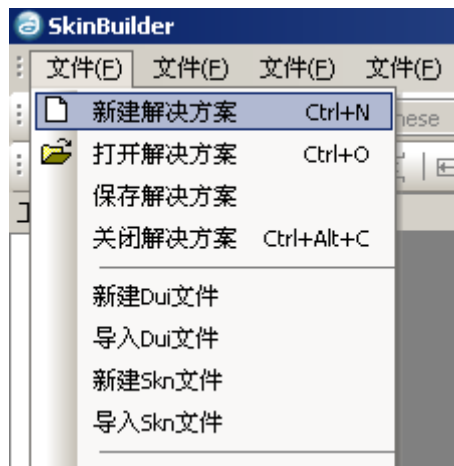 SkinBuilder
文件(F) 文件(F) 文件(F) 文件(F)
新建解决方案 Ctrl+N
打开解决方案 Ctrl+O
保存解决方案
关闭解决方案 Ctrl+Alt+C
新建Dui文件
导入Dui文件
新建Skn文件
导入Skn文件